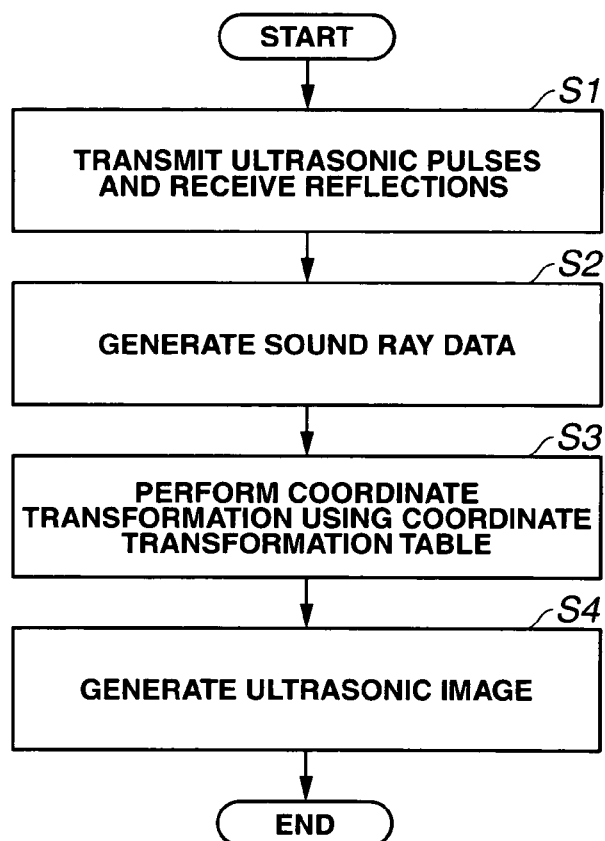 START
S1
TRANSMIT ULTRASONIC PULSES
AND RECEIVE REFLECTIONS
S2
GENERATE SOUND RAY DATA
S3
PERFORM COORDINATE
TRANSFORMATION USING COORDINATE
TRANSFORMATION TABLE
S4
GENERATE ULTRASONIC IMAGE
END